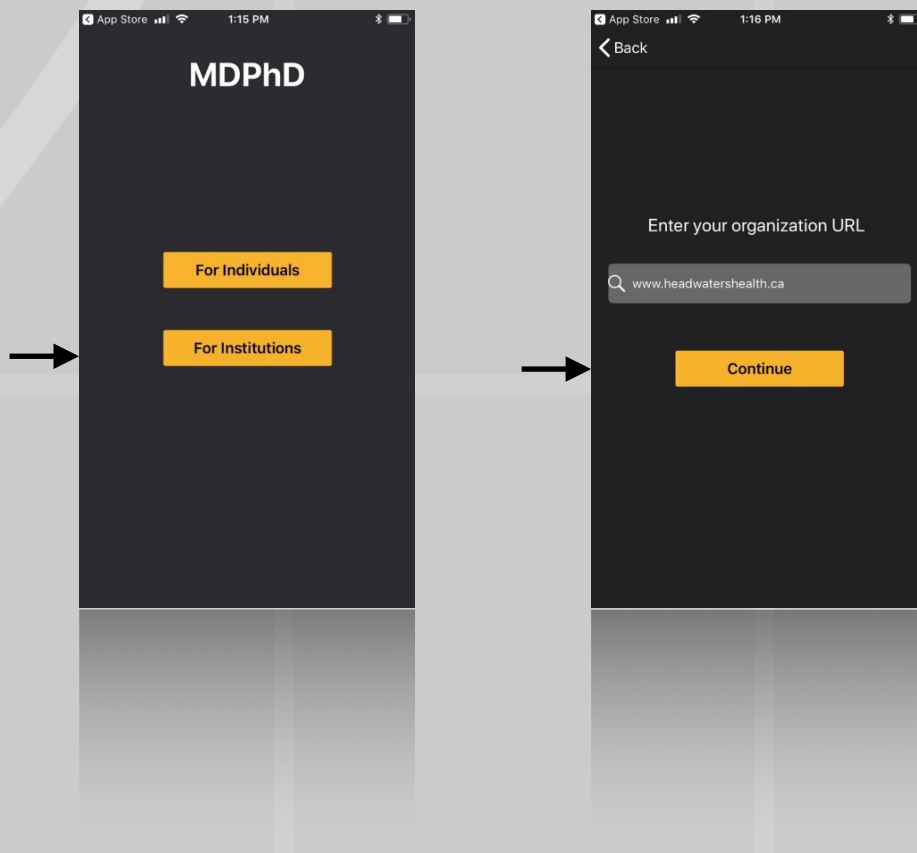 App Store 1:15 PM
MDPhD
For Individuals
For Institutions
App Store 1:16 PM
Back
Enter your organization URL
www.headwatershealth.ca
Continue